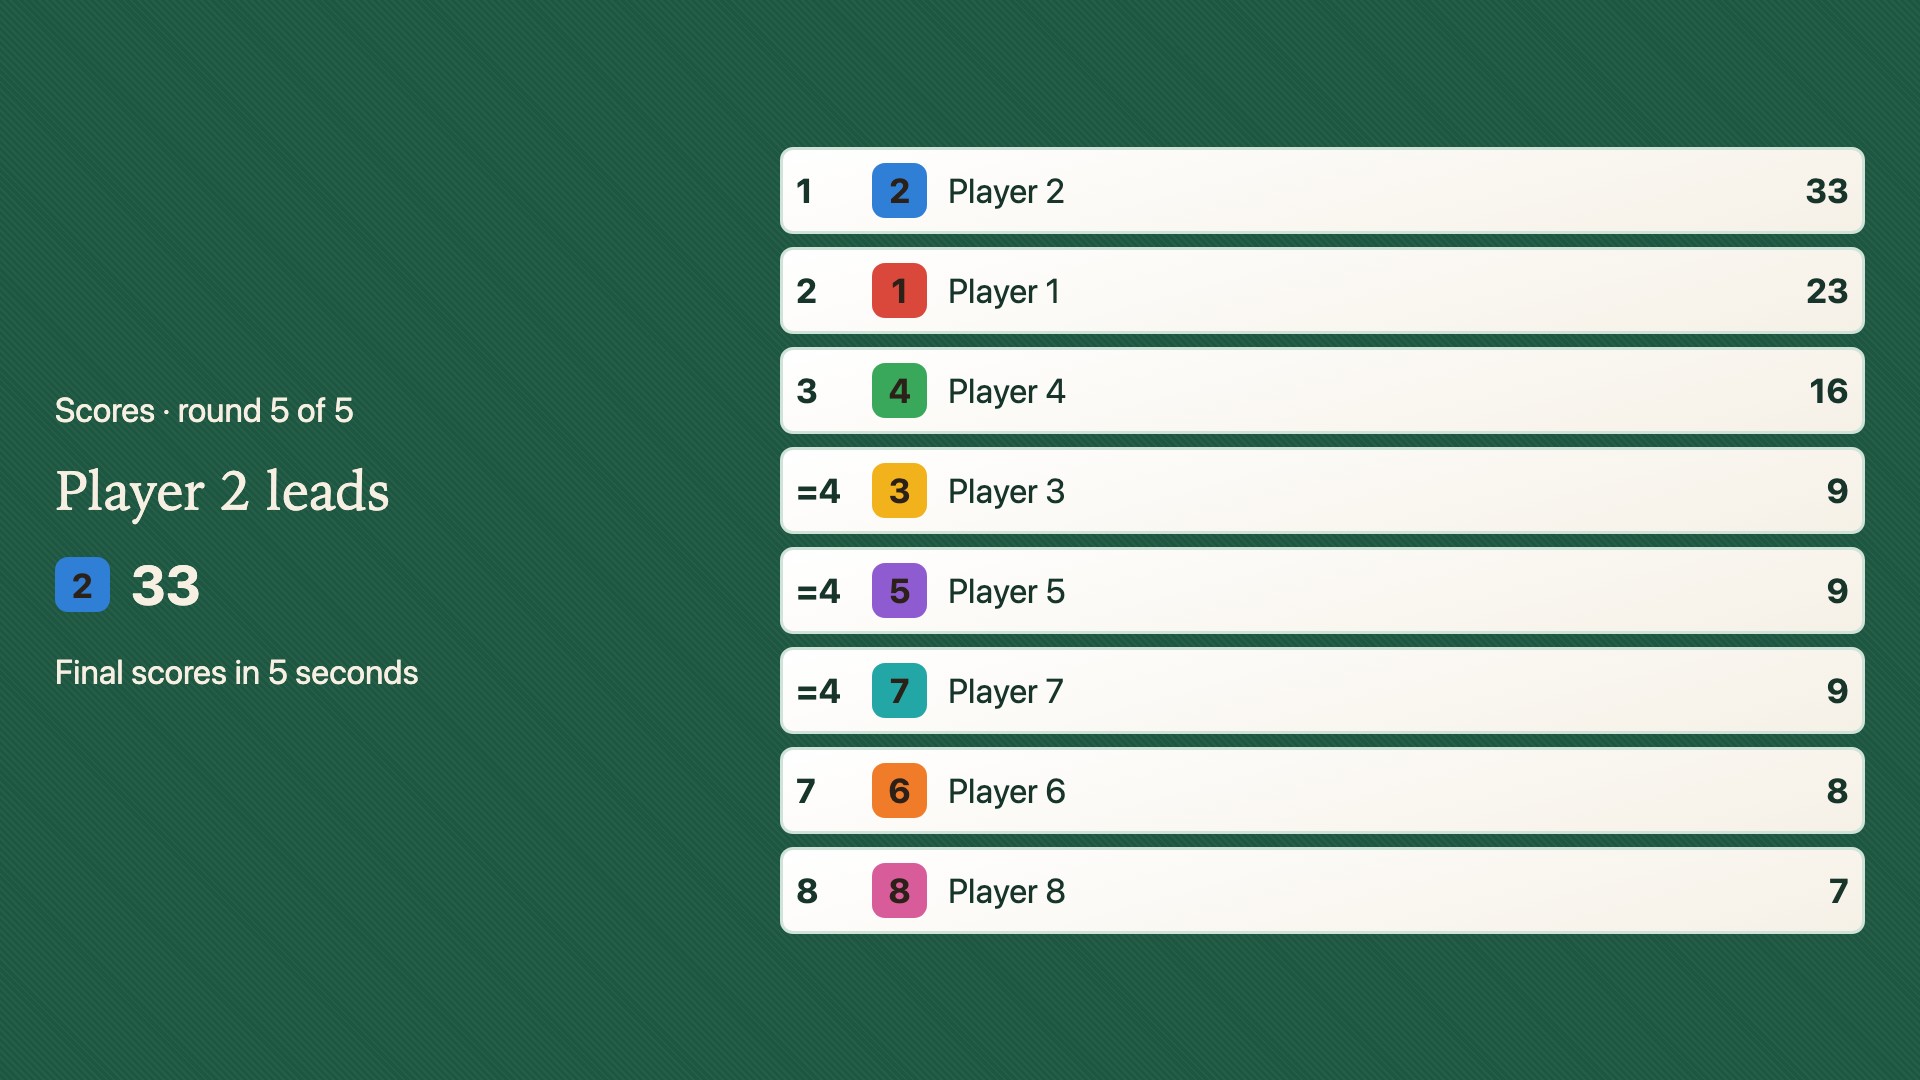 Scores · round 5 of 5
Player 2 leads
2 33
Final scores in 5 seconds
1 2 Player 2 33
2 1 Player 1 23
3 4 Player 4 16
=4 3 Player 3 9
=4 5 Player 5 9
=4 7 Player 7 9
7 6 Player 6 8
8 8 Player 8 7